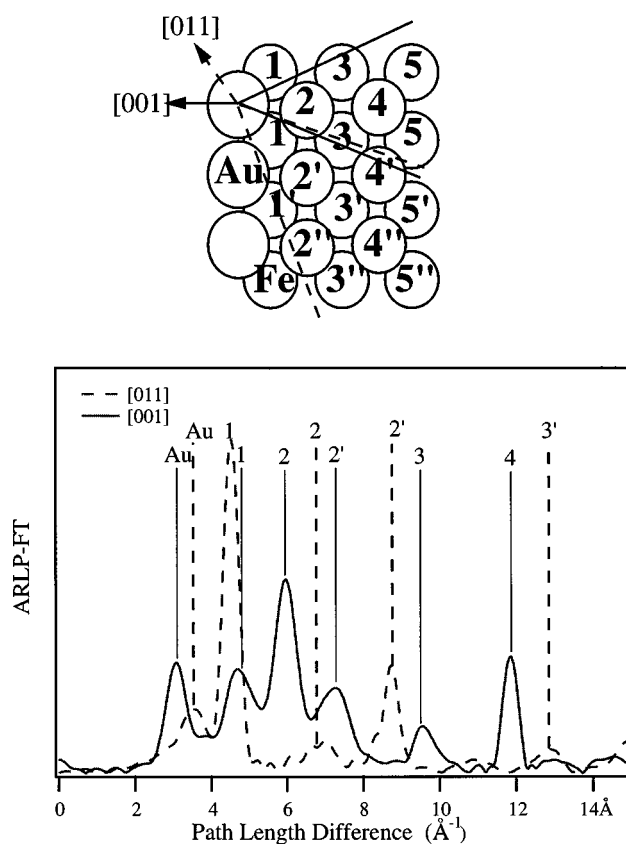 [011]
[001]
1 3 5
2 4
1 3 5
Au 2' 4'
1' 3' 5'
2'' 4''
Fe 3'' 5''
[011]
[001]
Au 1 2 2' 3'
Au 1 2 2' 3 4
ARLP-FT
0 2 4 6 8 10 12 14Å
Path Length Difference (Å-1)